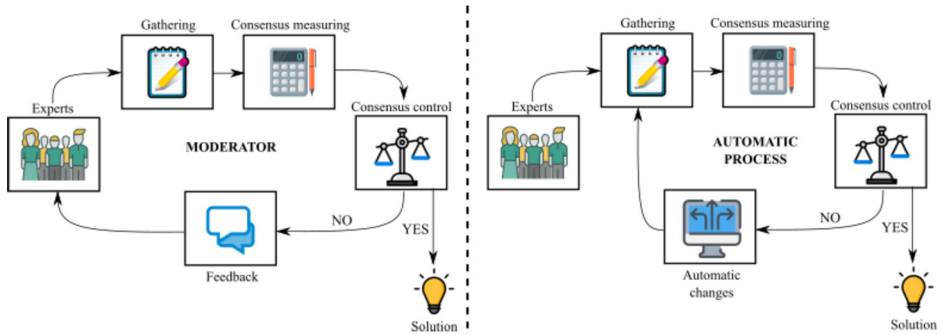 Gathering
Consensus measuring
Experts
Consensus control
MODERATOR
NO
YES
Feedback
Solution
Gathering
Consensus measuring
Experts
Consensus control
AUTOMATIC
PROCESS
NO
YES
Automatic
changes
Solution